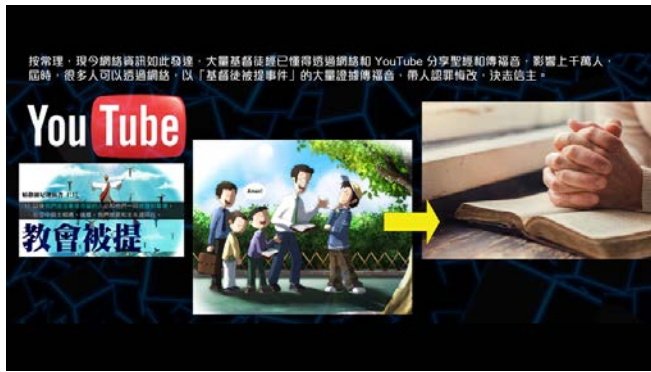 按常理，現今網絡資訊如此發達，大量基督徒經已懂得透過網絡和 YouTube 分享聖經和傳福音，影響上千萬人，
屆時，很多人可以透過網絡，以「基督徒被提事件」的大量證據傳福音，帶人認罪悔改，決志信主。
YouTube
教會被提
Amen!